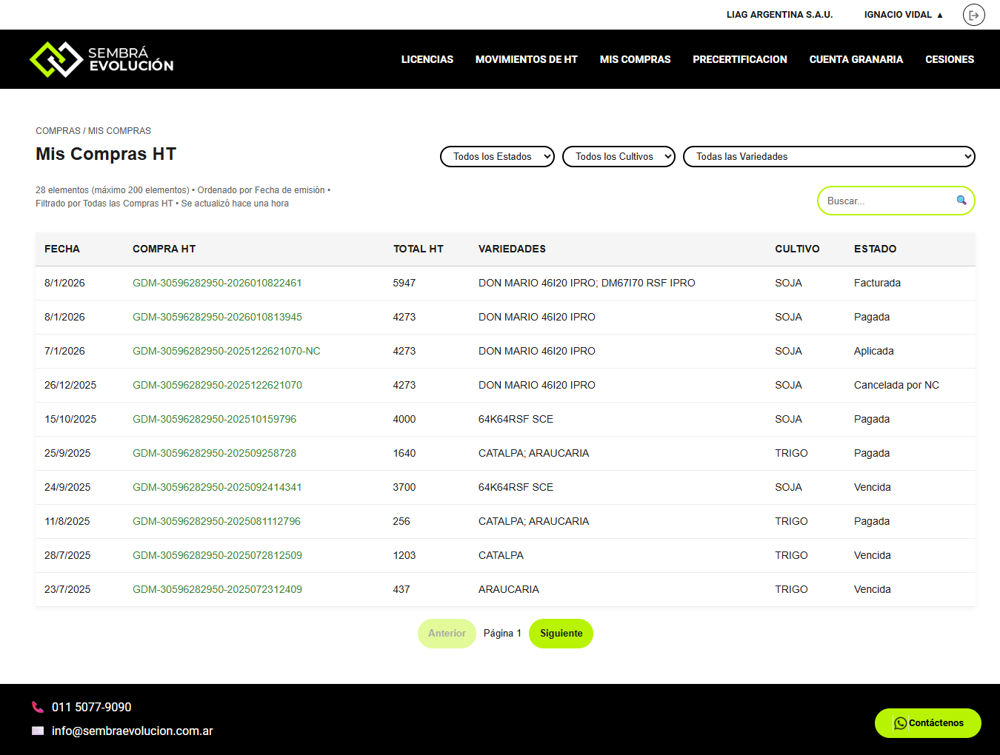 LIAG ARGENTINA S.A.U. IGNACIO VIDAL ▲
SEMBRÁ EVOLUCIÓN
LICENCIAS MOVIMIENTOS DE HT MIS COMPRAS PRECERTIFICACION CUENTA GRANARIA CESIONES
COMPRAS / MIS COMPRAS
Mis Compras HT
Todos los Estados Todos los Cultivos Todas las Variedades
28 elementos (máximo 200 elementos) • Ordenado por Fecha de emisión •
Filtrado por Todas las Compras HT • Se actualizó hace una hora
Buscar...
FECHA COMPRA HT TOTAL HT VARIEDADES CULTIVO ESTADO
8/1/2026 GDM-30596282950-2026010822461 5947 DON MARIO 46I20 IPRO; DM67I70 RSF IPRO SOJA Facturada
8/1/2026 GDM-30596282950-2026010813945 4273 DON MARIO 46I20 IPRO SOJA Pagada
7/1/2026 GDM-30596282950-2025122621070-NC 4273 DON MARIO 46I20 IPRO SOJA Aplicada
26/12/2025 GDM-30596282950-2025122621070 4273 DON MARIO 46I20 IPRO SOJA Cancelada por NC
15/10/2025 GDM-30596282950-202510159796 4000 64K64RSF SCE SOJA Pagada
25/9/2025 GDM-30596282950-202509258728 1640 CATALPA; ARAUCARIA TRIGO Pagada
24/9/2025 GDM-30596282950-2025092414341 3700 64K64RSF SCE SOJA Vencida
11/8/2025 GDM-30596282950-2025081112796 256 CATALPA; ARAUCARIA TRIGO Pagada
28/7/2025 GDM-30596282950-2025072812509 1203 CATALPA TRIGO Vencida
23/7/2025 GDM-30596282950-2025072312409 437 ARAUCARIA TRIGO Vencida
Anterior Página 1 Siguiente
011 5077-9090
info@sembraevolucion.com.ar
Contáctenos